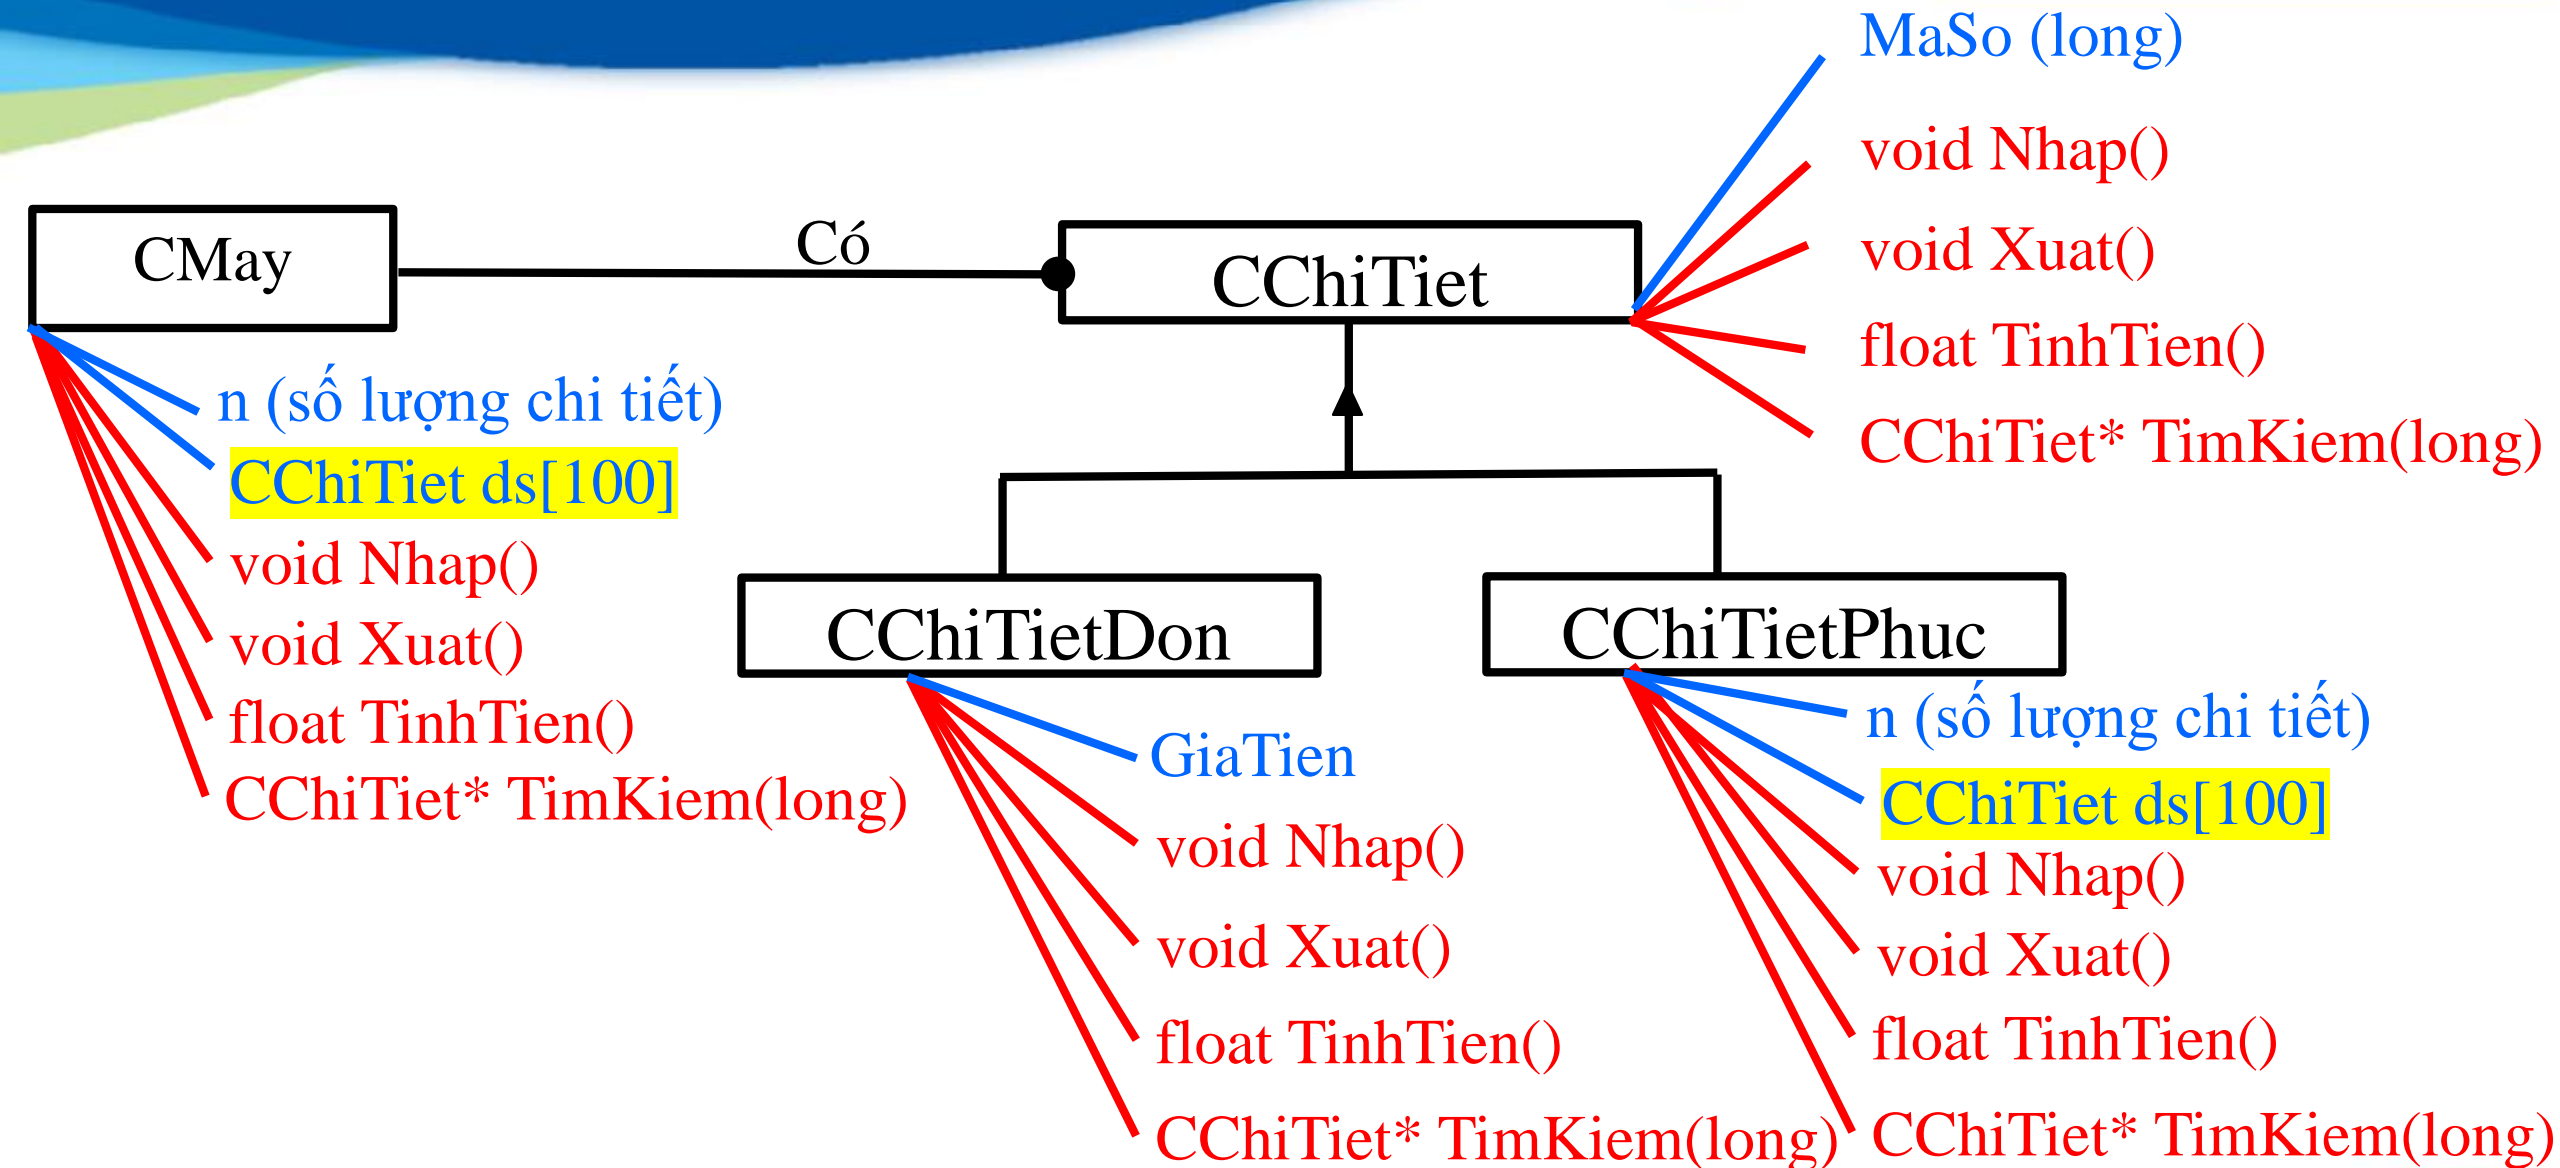 CMay
n (số lượng chi tiết)
CChiTiet ds[100]
void Nhap()
void Xuat()
float TinhTien()
CChiTiet* TimKiem(long)
Có
CChiTiet
MaSo (long)
void Nhap()
void Xuat()
float TinhTien()
CChiTiet* TimKiem(long)
CChiTietDon
GiaTien
void Nhap()
void Xuat()
float TinhTien()
CChiTiet* TimKiem(long)
CChiTietPhuc
n (số lượng chi tiết)
CChiTiet ds[100]
void Nhap()
void Xuat()
float TinhTien()
CChiTiet* TimKiem(long)